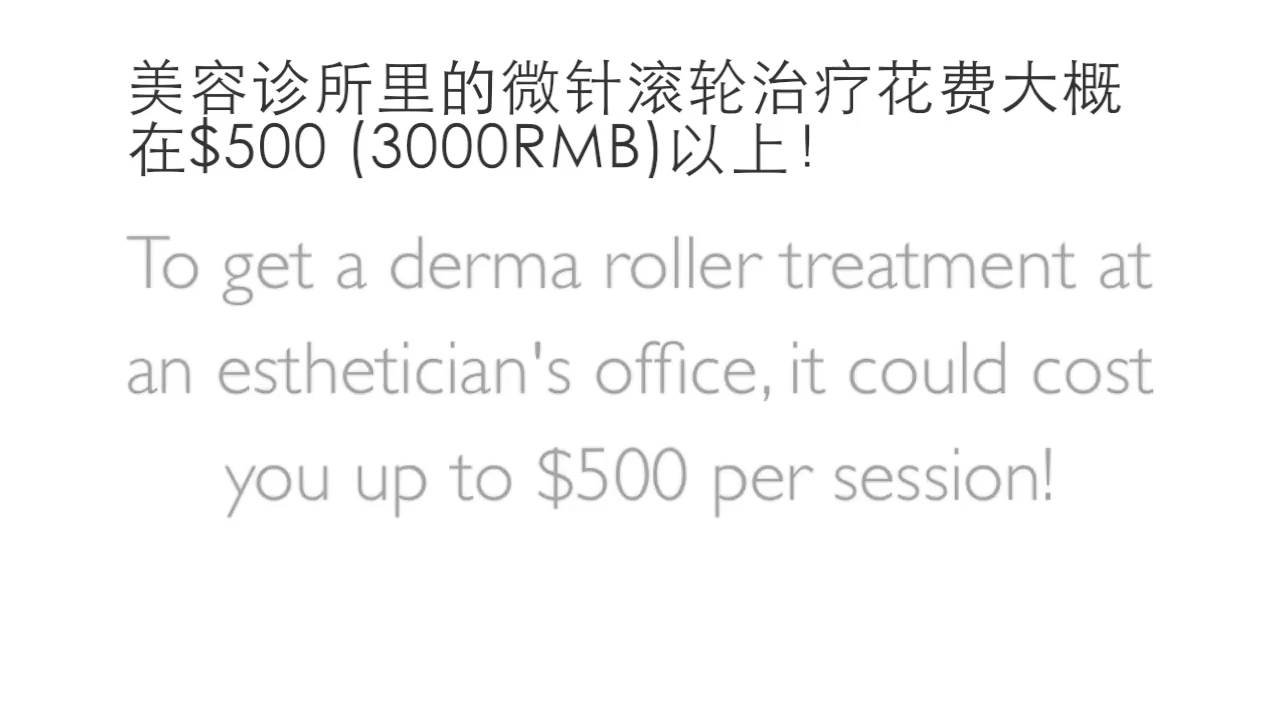 美容诊所里的微针滚轮治疗花费大概
在$500 (3000RMB)以上!
To get a derma roller treatment at
an esthetician's office, it could cost
you up to $500 per session!